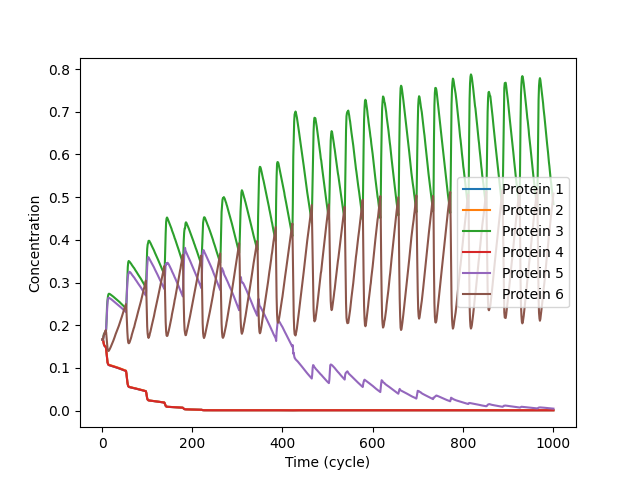 0.8
0.7
0.6
0.5
0.4
0.3
0.2
0.1
0.0
Concentration
Protein 1
Protein 2
Protein 3
Protein 4
Protein 5
Protein 6
0 200 400 600 800 1000
Time (cycle)